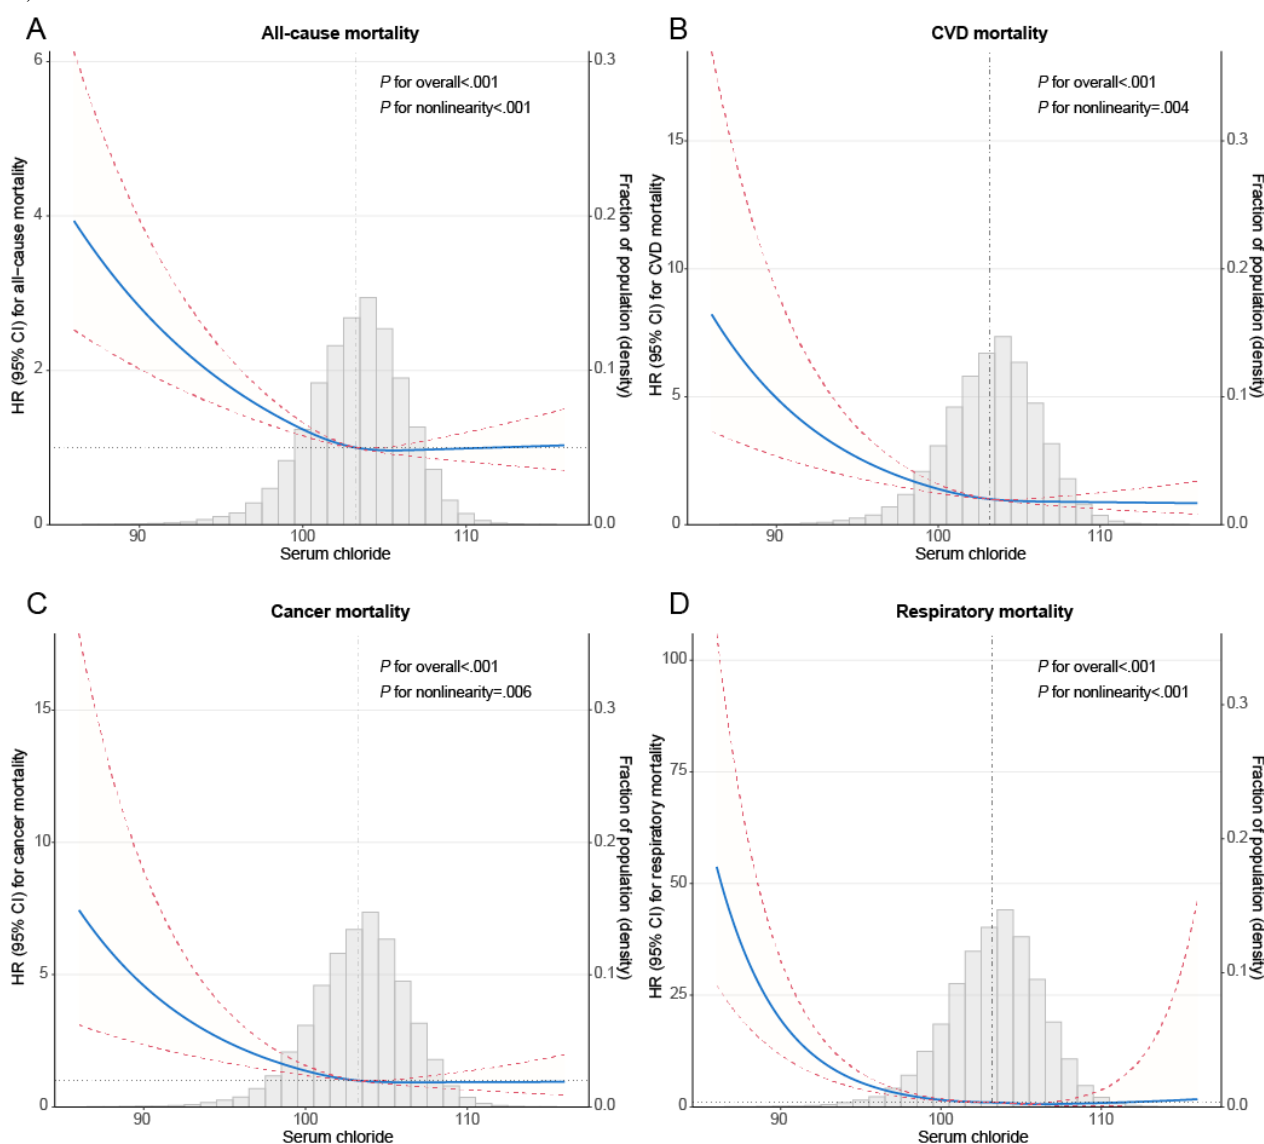 A
All-cause mortality
P for overall<.001
P for nonlinearity<.001
HR (95% CI) for all−cause mortality
6
4
2
0
0.3
0.2
0.1
0.0
Fraction of population (density)
90
100
110
Serum chloride
B
CVD mortality
P for overall<.001
P for nonlinearity=.004
HR (95% CI) for CVD mortality
15
10
5
0
0.3
0.2
0.1
0.0
Fraction of population (density)
90
100
110
Serum chloride
C
Cancer mortality
P for overall<.001
P for nonlinearity=.006
HR (95% CI) for cancer mortality
15
10
5
0
0.3
0.2
0.1
0.0
Fraction of population (density)
90
100
110
Serum chloride
D
Respiratory mortality
P for overall<.001
P for nonlinearity<.001
HR (95% CI) for respiratory mortality
100
75
50
25
0
0.3
0.2
0.1
0.0
Fraction of population (density)
90
100
110
Serum chloride